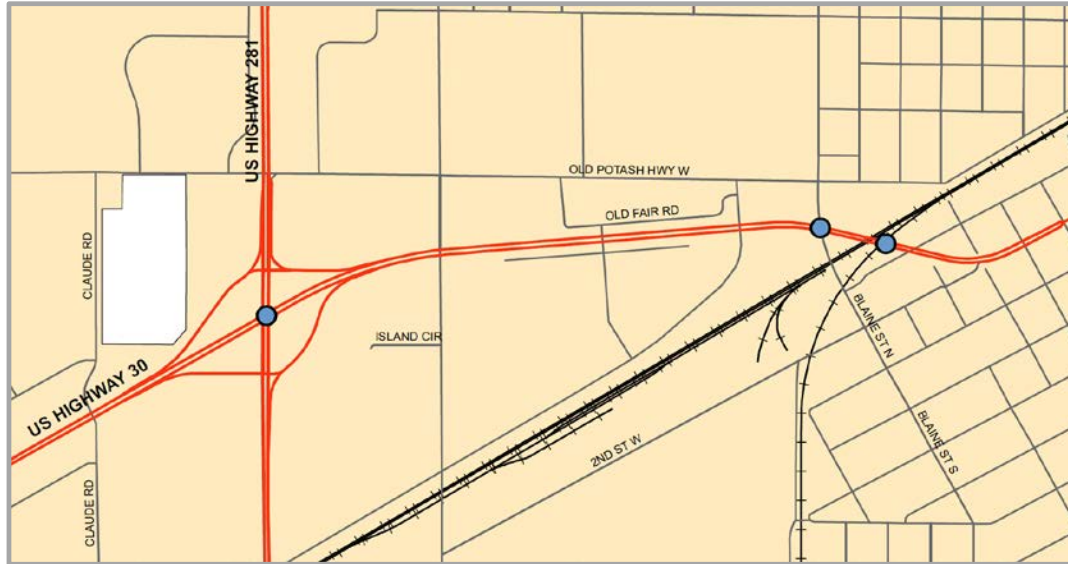 US HIGHWAY 281
OLD POTASH HWY W
OLD FAIR RD
CLAUDE RD
ISLAND CIR
BLAINE ST N
US HIGHWAY 30
2ND ST W
BLAINE ST S
CLAUDE RD